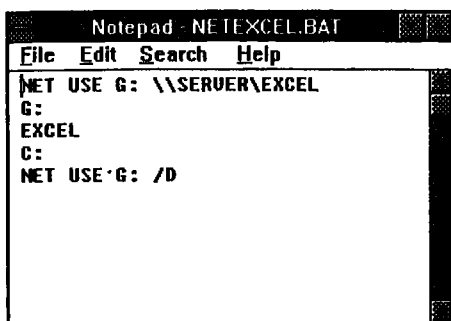 Notepad - NETEXCEL.BAT
File Edit Search Help
NET USE G: \\SERVER\EXCEL
G:
EXCEL
C:
NET USE G: /D